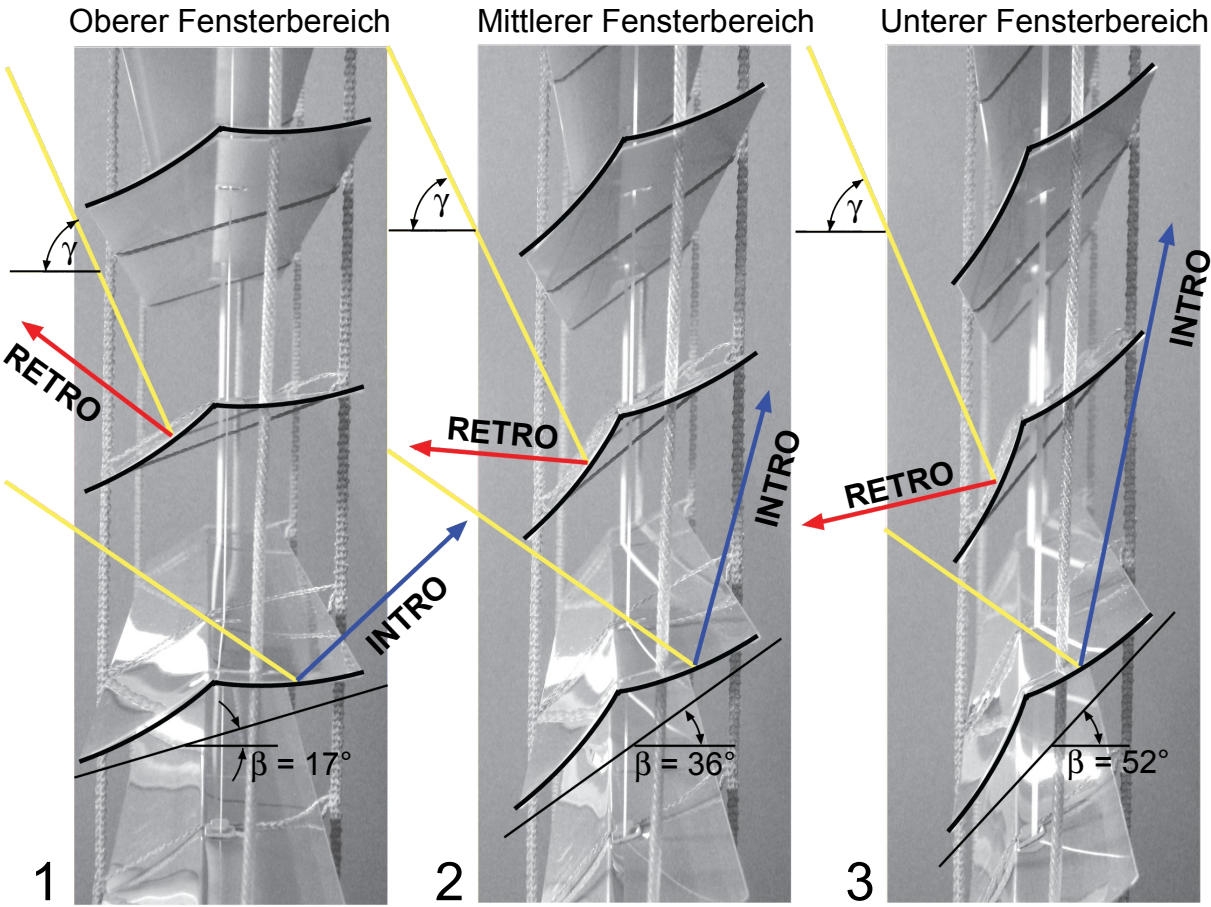 Oberer Fensterbereich
Mittlerer Fensterbereich
Unterer Fensterbereich
γ
RETRO
INTRO
β = 17°
1
γ
RETRO
INTRO
β = 36°
2
γ
RETRO
INTRO
β = 52°
3